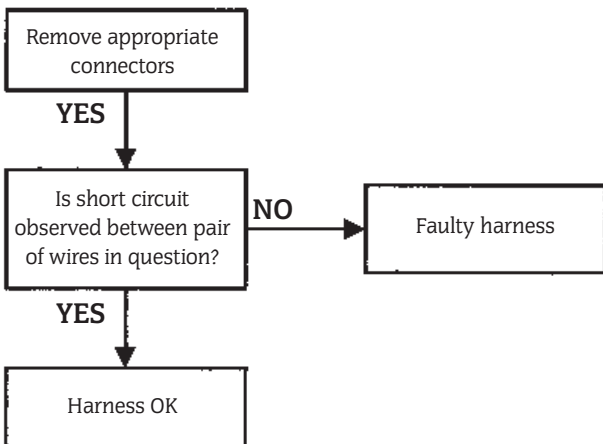 Remove appropriate
connectors
YES
Is short circuit
observed between pair
of wires in question?
NO
Faulty harness
YES
Harness OK